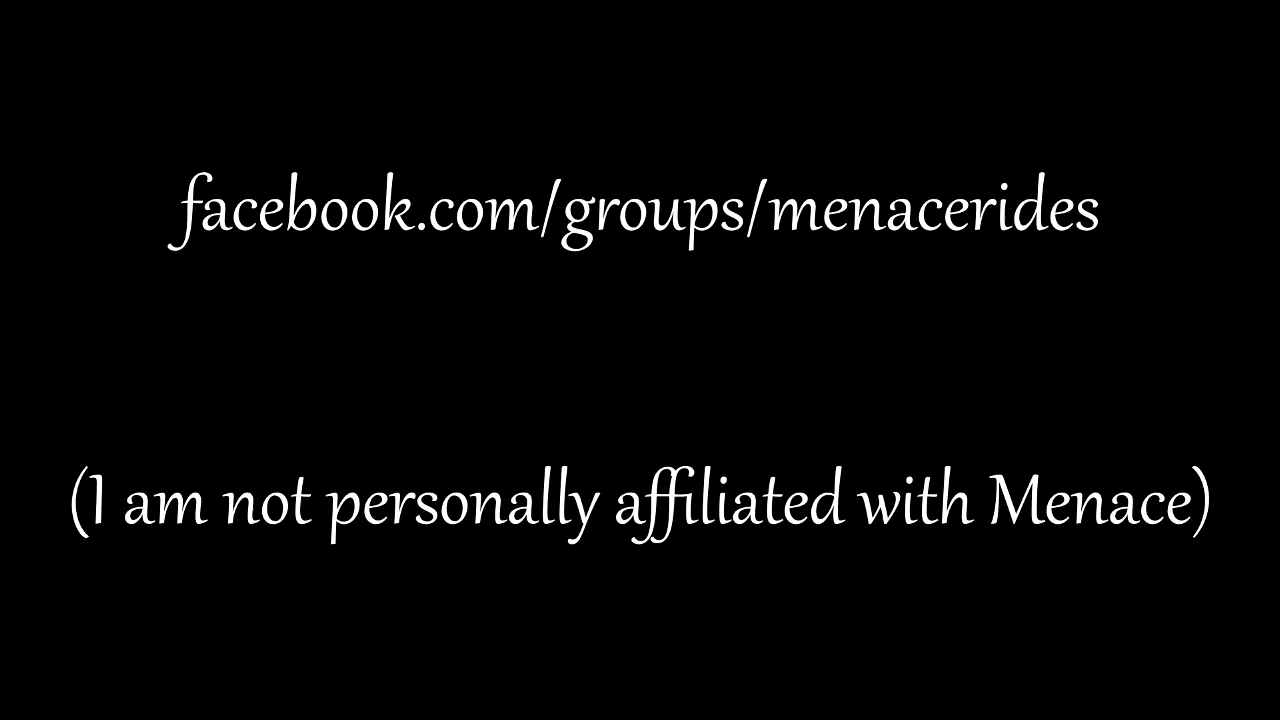 facebook.com/groups/menacerides
(I am not personally affiliated with Menace)